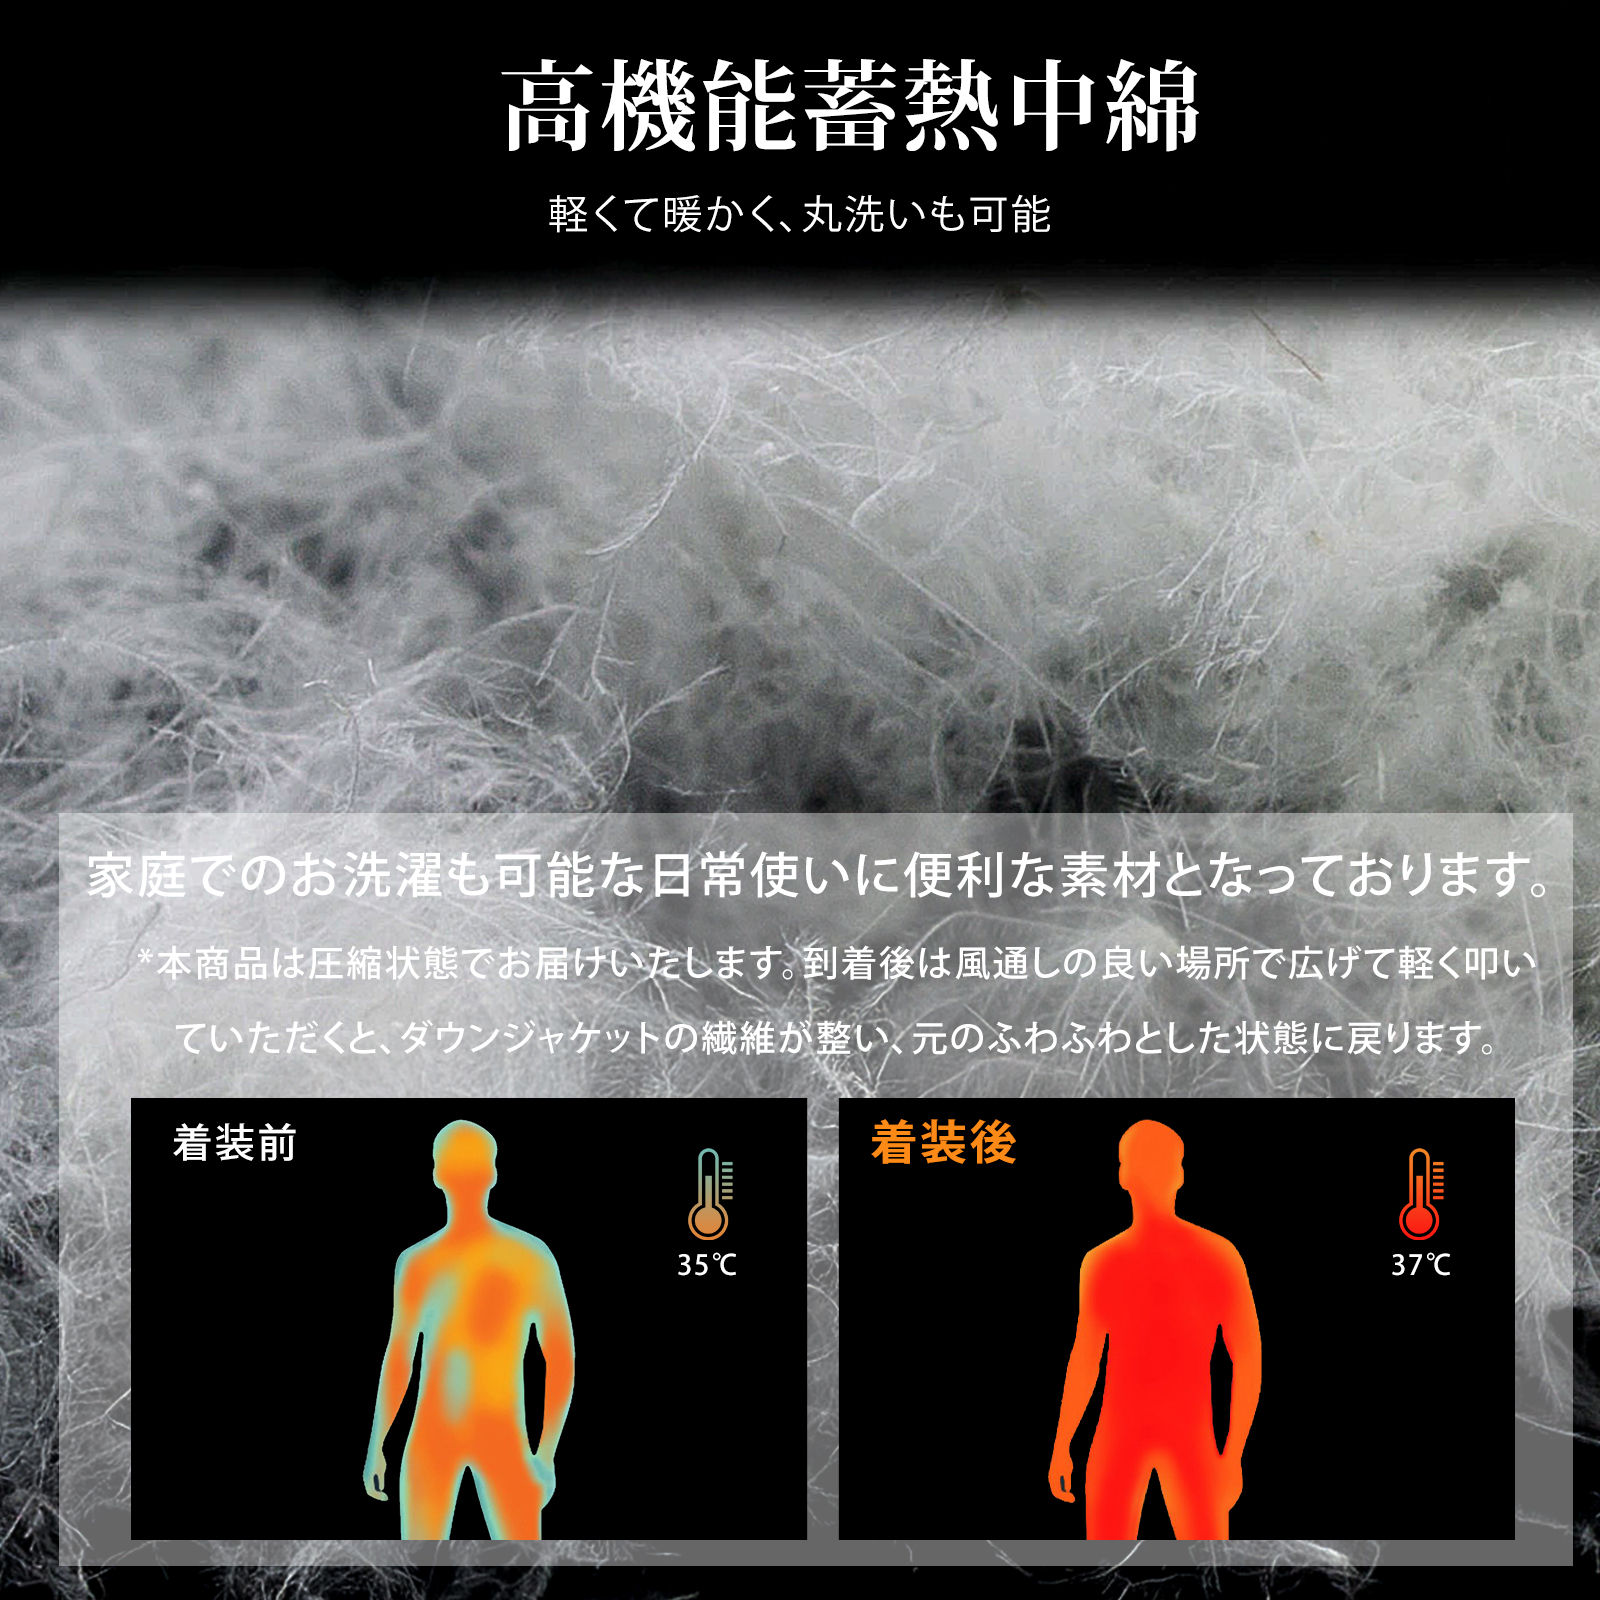 高機能蓄熱中綿
軽くて暖かく、丸洗いも可能
家庭でのお洗濯も可能な日常使いに便利な素材となっております。
*本商品は圧縮状態でお届けいたします。到着後は風通しの良い場所で広げて軽く叩い
ていただくと、ダウンジャケットの繊維が整い、元のふわふわとした状態に戻ります。
着装前
35℃
着装後
37℃